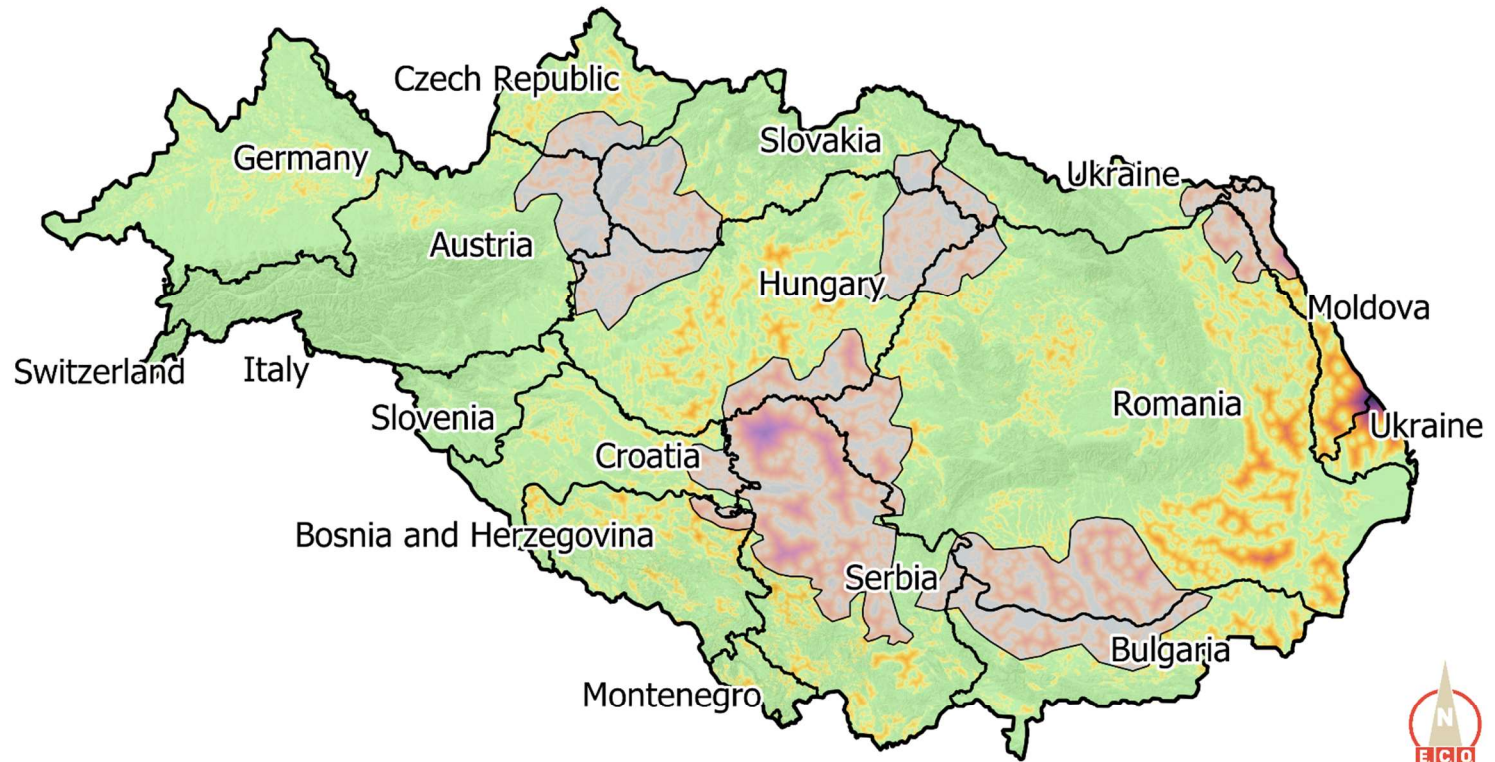 Czech Republic
Slovakia
Germany
Ukraine
Austria
Hungary
Moldova
Switzerland
Italy
Slovenia
Romania
Ukraine
Croatia
Bosnia and Herzegovina
Serbia
Bulgaria
Montenegro
N
ECO